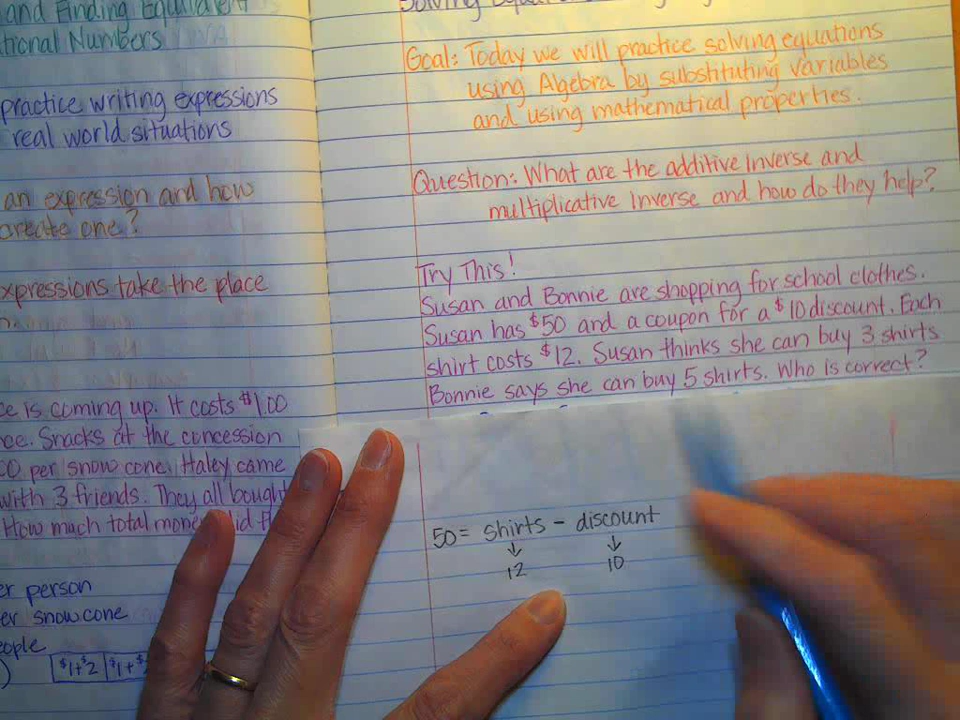 and Finding Equivalent
tional Numbers
practice writing expressions
real world situations
an expression and how
create one?
xpressions take the place
ce is coming up. It costs $1.00
ce. Snacks at the concession
per snow cone. Haley came
with 3 friends. They all bought
How much total money did
er person
er snowcone
eople
$1+$2 $1+$
Solving
Goal: Today we will practice solving equations
using Algebra by substituting variables
and using mathematical properties.
Question: What are the additive inverse and
multiplicative inverse and how do they help?
Try This!
Susan and Bonnie are shopping for school clothes.
Susan has $50 and a coupon for a $10 discount. Each
shirt costs $12. Susan thinks she can buy 3 shirts
Bonnie says she can buy 5 shirts. Who is correct?
50 = shirts - discount
↓ ↓
12 10